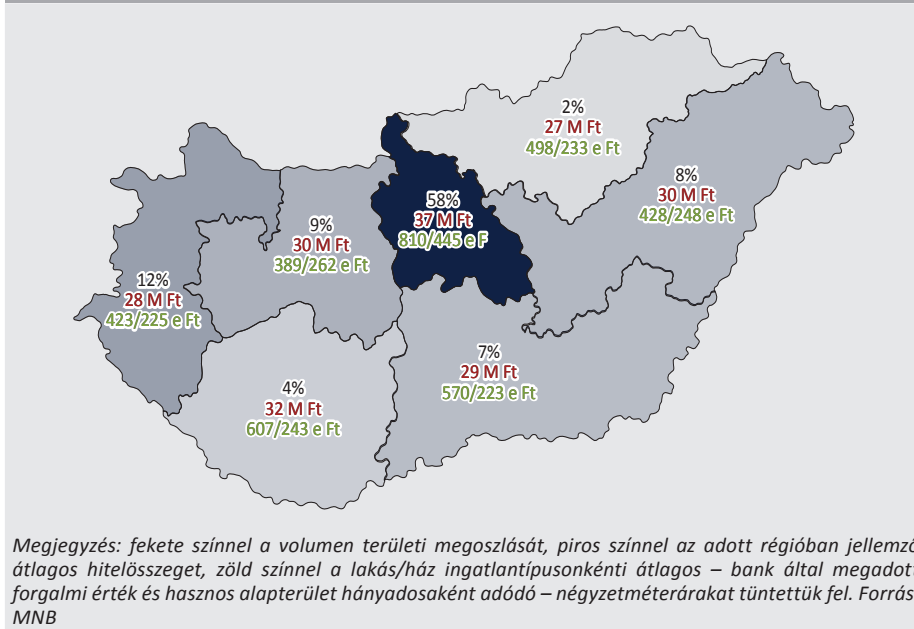 2%
27 M Ft
498/233 e Ft
8%
30 M Ft
428/248 e Ft
58%
37 M Ft
810/445 e F
9%
30 M Ft
389/262 e Ft
12%
28 M Ft
423/225 e Ft
7%
29 M Ft
570/223 e Ft
4%
32 M Ft
607/243 e Ft
Megjegyzés: fekete színnel a volumen területi megoszlását, piros színnel az adott régióban jellemző
átlagos hitelösszeget, zöld színnel a lakás/ház ingatlantípusonkénti átlagos – bank által megadott
forgalmi érték és hasznos alapterület hányadosaként adódó – négyzetméterárakat tüntettük fel. Forrás:
MNB